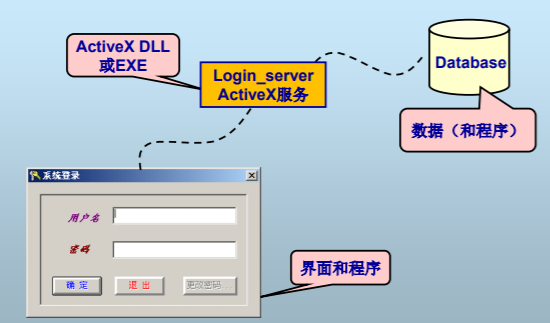 ActiveX DLL
或EXE
Login_server
ActiveX服务
Database
数据（和程序）
系统登录
用户名
密码
确 定
退 出
更改密码...
界面和程序